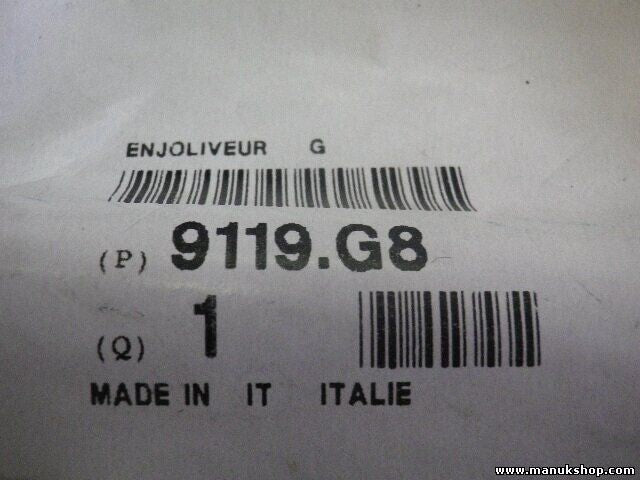 ENJOLIVEUR G
(P) 9119.G8
(Q) 1
MADE IN IT ITALIE
www.manukshop.com